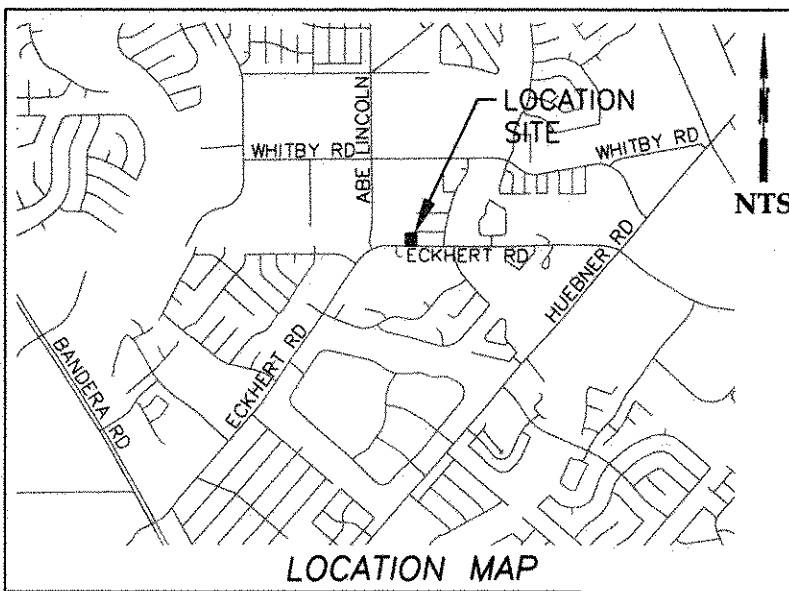 LOCATION
SITE
ABE LINCOLN
WHITBY RD
WHITBY RD
NTS
ECKHERT RD
HUEBNER RD
BANDERA RD
ECKHERT RD
LOCATION MAP